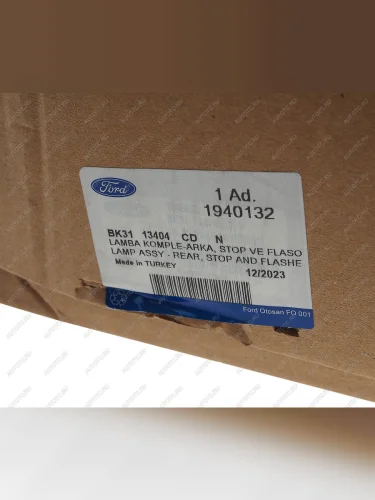 Ford
1 Ad.
1940132
BK31 13404 CD N
LAMBA KOMPLE-ARKA, STOP VE FLASO
LAMP ASSY - REAR, STOP AND FLASHE
Made in TURKEY
12/2023
Ford Otosan FO 001